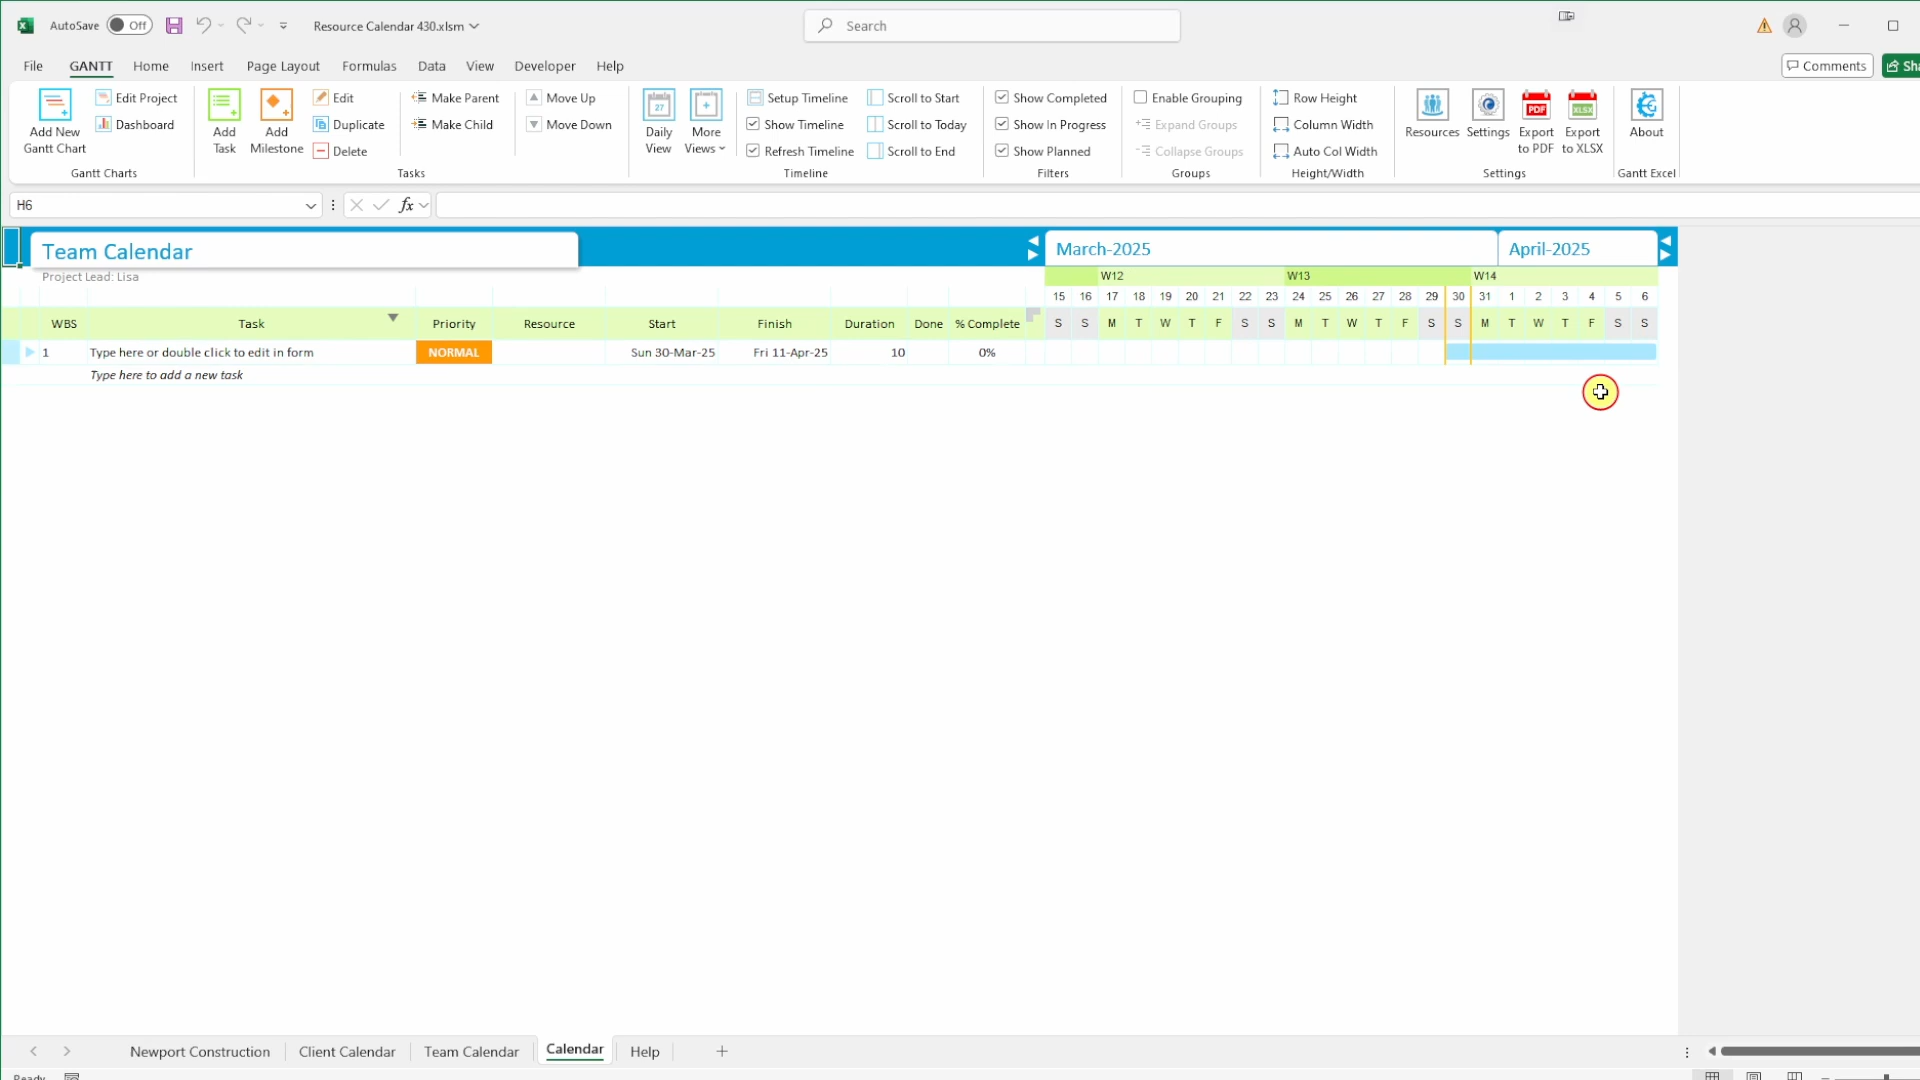 AutoSave Off Resource Calendar 430.xlsm Search
File GANTT Home Insert Page Layout Formulas Data View Developer Help Comments
Add New Gantt Chart
Edit Project
Dashboard
Gantt Charts
Add Task
Add Milestone
Edit
Duplicate
Delete
Make Parent
Make Child
Move Up
Move Down
Tasks
27
Daily View
More Views
Setup Timeline
Show Timeline
Refresh Timeline
Scroll to Start
Scroll to Today
Scroll to End
Timeline
Show Completed
Show In Progress
Show Planned
Filters
Enable Grouping
Expand Groups
Collapse Groups
Groups
Row Height
Column Width
Auto Col Width
Height/Width
Resources
Settings
PDF
Export to PDF
XLSX
Export to XLSX
Settings
About
Gantt Excel
H6 fx
Team Calendar March-2025 April-2025
Project Lead: Lisa W12 W13 W14
15 16 17 18 19 20 21 22 23 24 25 26 27 28 29 30 31 1 2 3 4 5 6
WBS Task Priority Resource Start Finish Duration Done % Complete S S M T W T F S S M T W T F S S M T W T F S S
1 Type here or double click to edit in form NORMAL Sun 30-Mar-25 Fri 11-Apr-25 10 0%
Type here to add a new task
Newport Construction Client Calendar Team Calendar Calendar Help
Ready